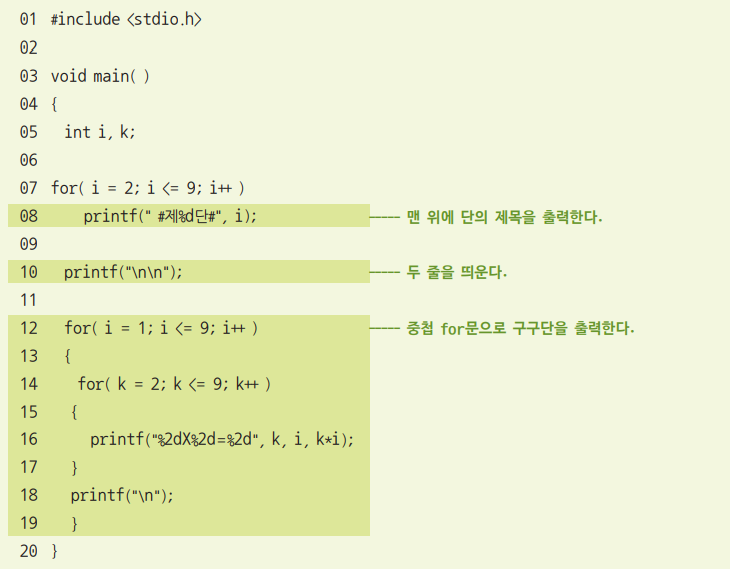 01 #include <stdio.h>
02
03 void main( )
04 {
05 int i, k;
06
07 for( i = 2; i <= 9; i++ )
08 printf(" #제%d단#", i); ----- 맨 위에 단의 제목을 출력한다.
09
10 printf("\n\n"); ----- 두 줄을 띄운다.
11
12 for( i = 1; i <= 9; i++ ) ----- 중첩 for문으로 구구단을 출력한다.
13 {
14 for( k = 2; k <= 9; k++ )
15 {
16 printf("%2dX%2d=%2d", k, i, k*i);
17 }
18 printf("\n");
19 }
20 }